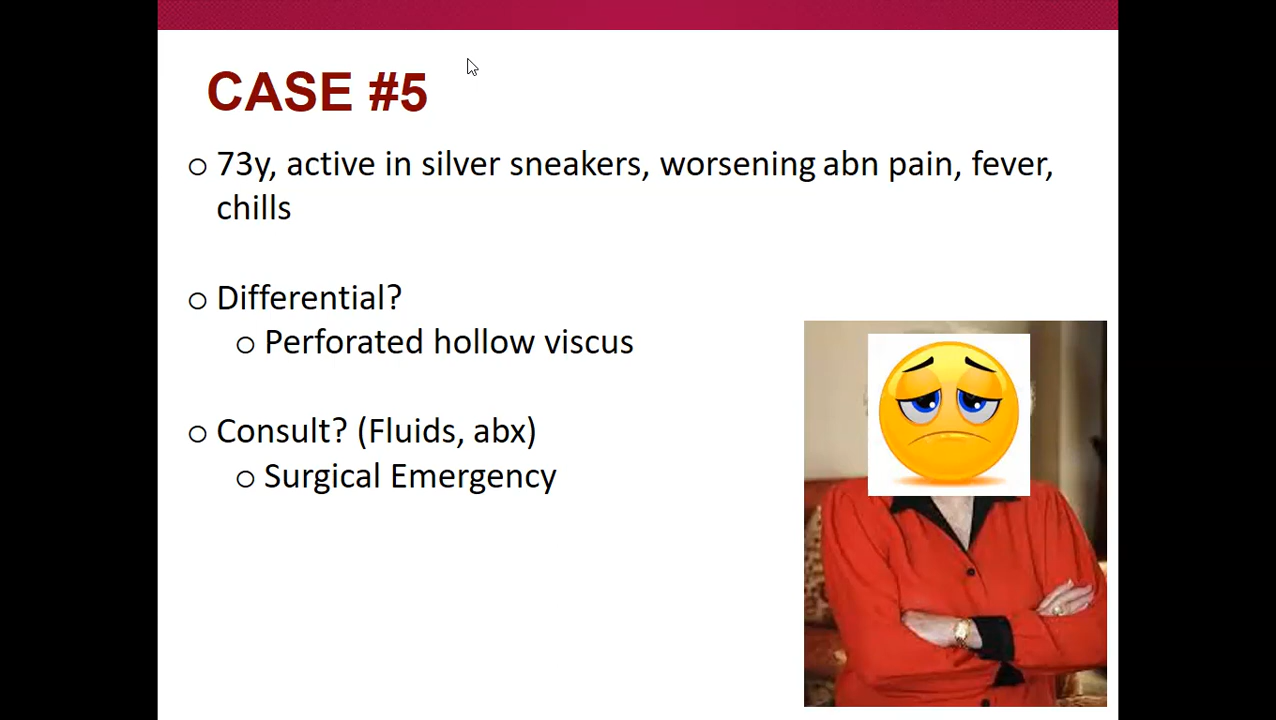 CASE #5
73y, active in silver sneakers, worsening abn pain, fever,
chills
Differential?
Perforated hollow viscus
Consult? (Fluids, abx)
Surgical Emergency